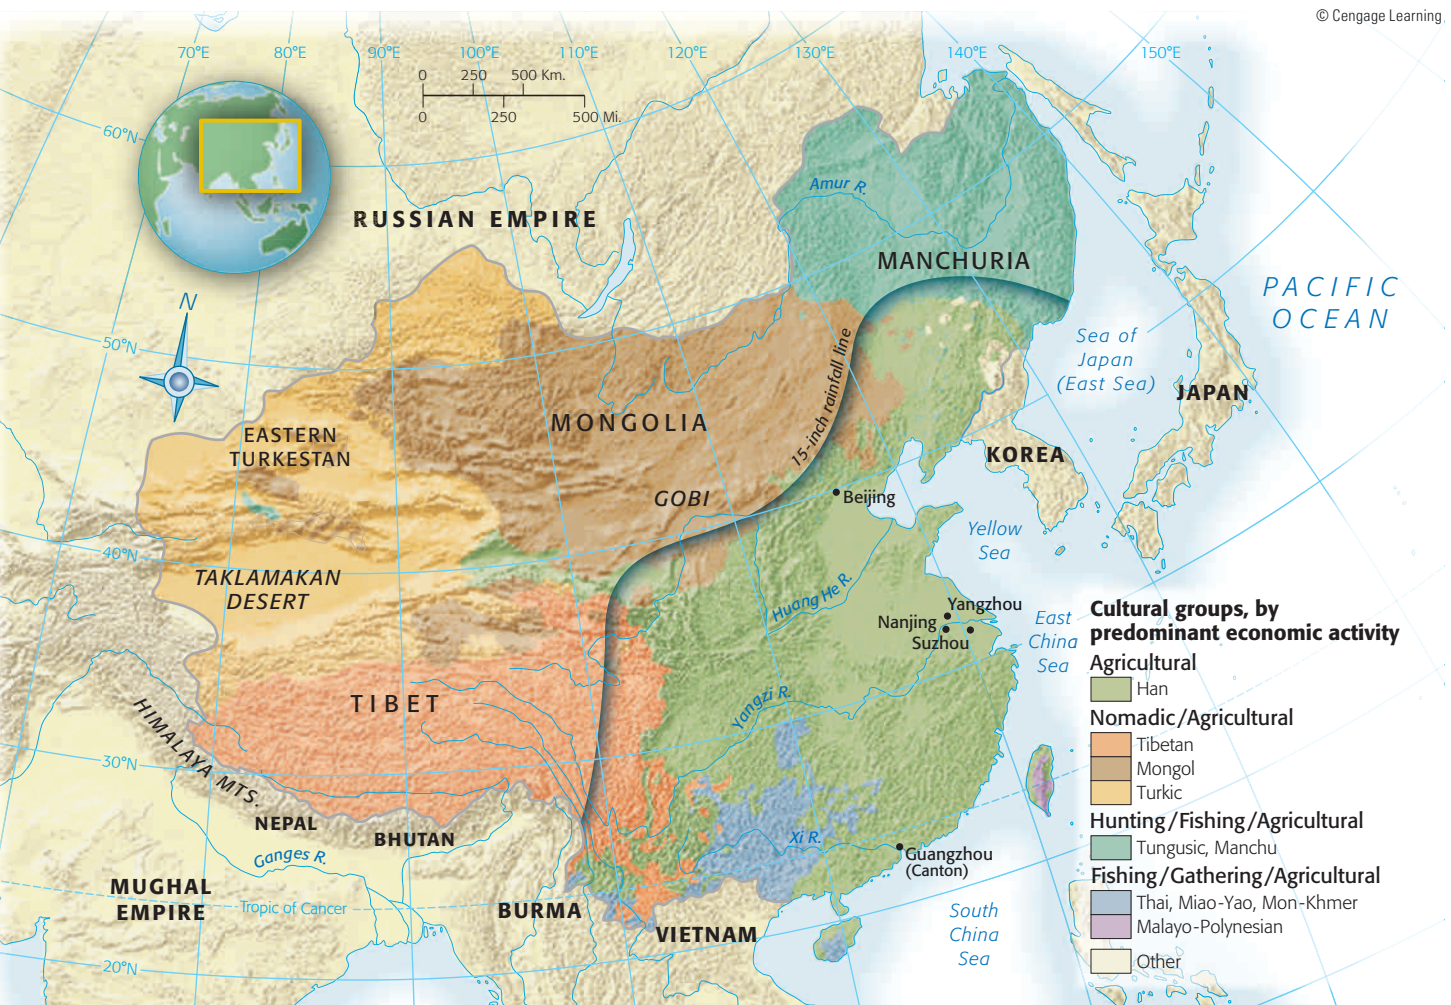 © Cengage Learning
70°E
80°E
90°E
100°E
110°E
120°E
130°E
140°E
150°E
0 250 500 Km.
0 250 500 Mi.
60°N
50°N
40°N
30°N
20°N
N
RUSSIAN EMPIRE
Amur R.
MANCHURIA
PACIFIC
OCEAN
Sea of
Japan
(East Sea)
JAPAN
15-inch rainfall line
MONGOLIA
EASTERN
TURKESTAN
GOBI
KOREA
Beijing
Yellow
Sea
TAKLAMAKAN
DESERT
Huang He R.
Yangzhou
Nanjing
Suzhou
East
China
Sea
TIBET
Yangzi R.
HIMALAYA MTS.
NEPAL
BHUTAN
Ganges R.
Xi R.
Guangzhou
(Canton)
MUGHAL
EMPIRE
Tropic of Cancer
BURMA
VIETNAM
South
China
Sea
Cultural groups, by
predominant economic activity
Agricultural
Han
Nomadic/Agricultural
Tibetan
Mongol
Turkic
Hunting/Fishing/Agricultural
Tungusic, Manchu
Fishing/Gathering/Agricultural
Thai, Miao-Yao, Mon-Khmer
Malayo-Polynesian
Other